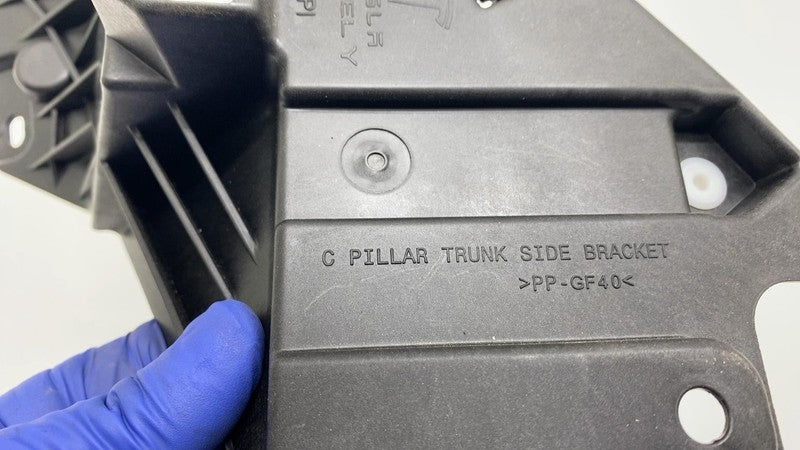 C PILLAR TRUNK SIDE BRACKET
>PP-GF40<